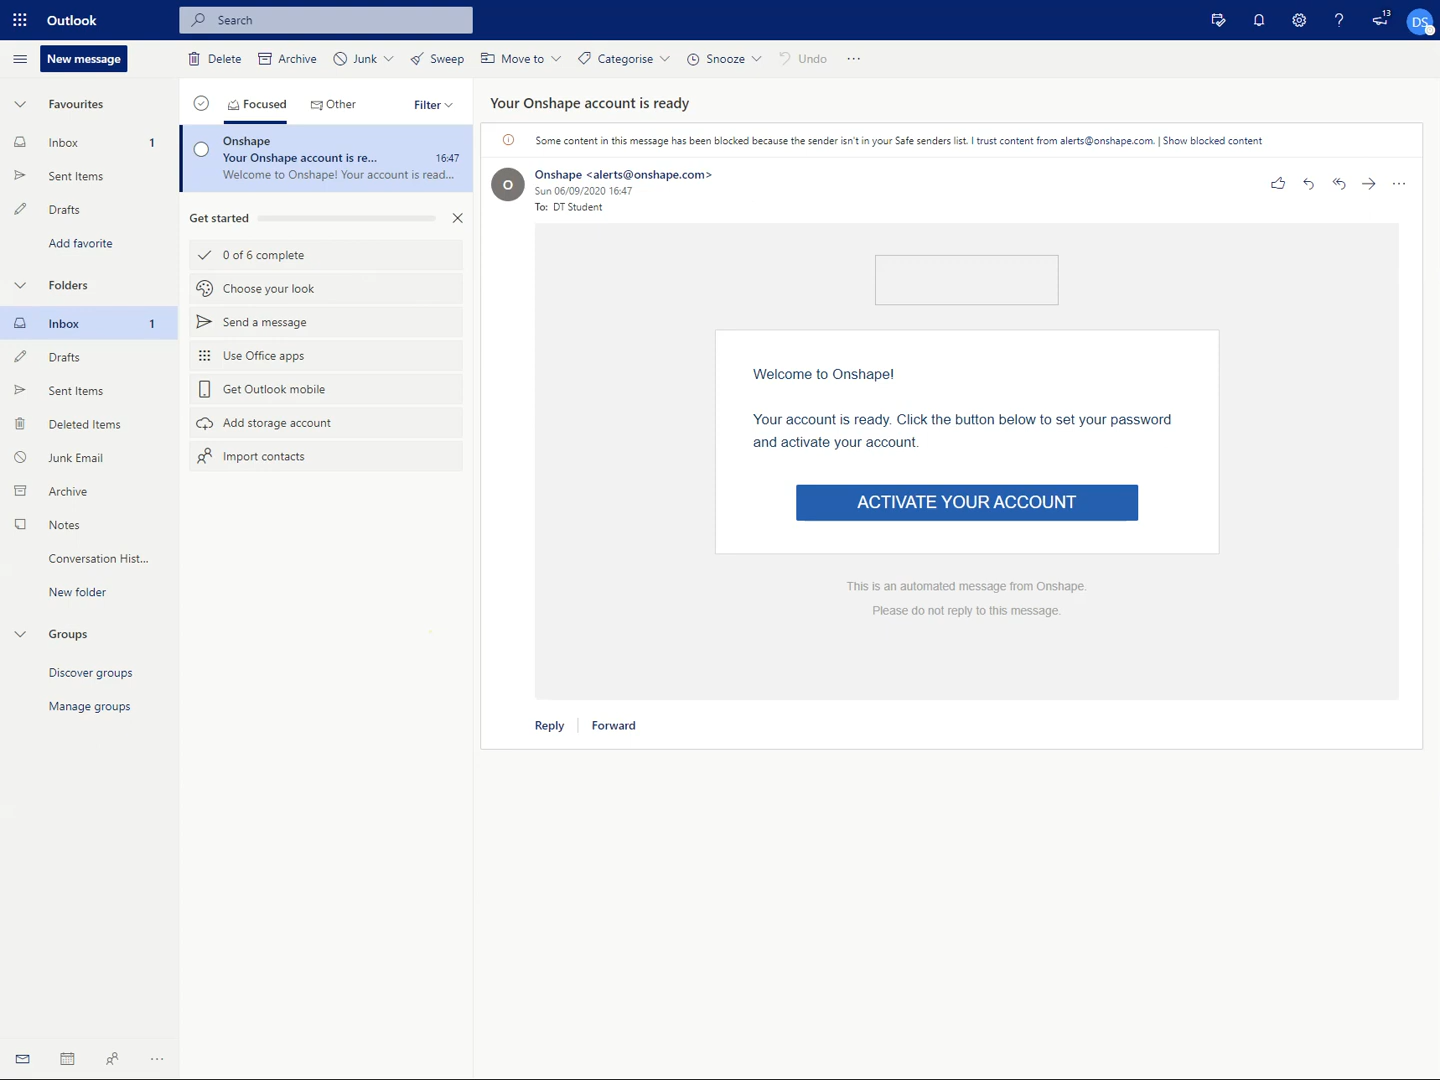 Outlook
Search
13
DS
New message
Delete
Archive
Junk
Sweep
Move to
Categorise
Snooze
Undo
Favourites
Inbox 1
Sent Items
Drafts
Add favorite
Folders
Inbox 1
Drafts
Sent Items
Deleted Items
Junk Email
Archive
Notes
Conversation Hist...
New folder
Groups
Discover groups
Manage groups
Focused
Other
Filter
Onshape
Your Onshape account is re... 16:47
Welcome to Onshape! Your account is read...
Get started
0 of 6 complete
Choose your look
Send a message
Use Office apps
Get Outlook mobile
Add storage account
Import contacts
Your Onshape account is ready
Some content in this message has been blocked because the sender isn't in your Safe senders list. I trust content from alerts@onshape.com. | Show blocked content
O
Onshape <alerts@onshape.com>
Sun 06/09/2020 16:47
To: DT Student
Welcome to Onshape!
Your account is ready. Click the button below to set your password
and activate your account.
ACTIVATE YOUR ACCOUNT
This is an automated message from Onshape.
Please do not reply to this message.
Reply
Forward